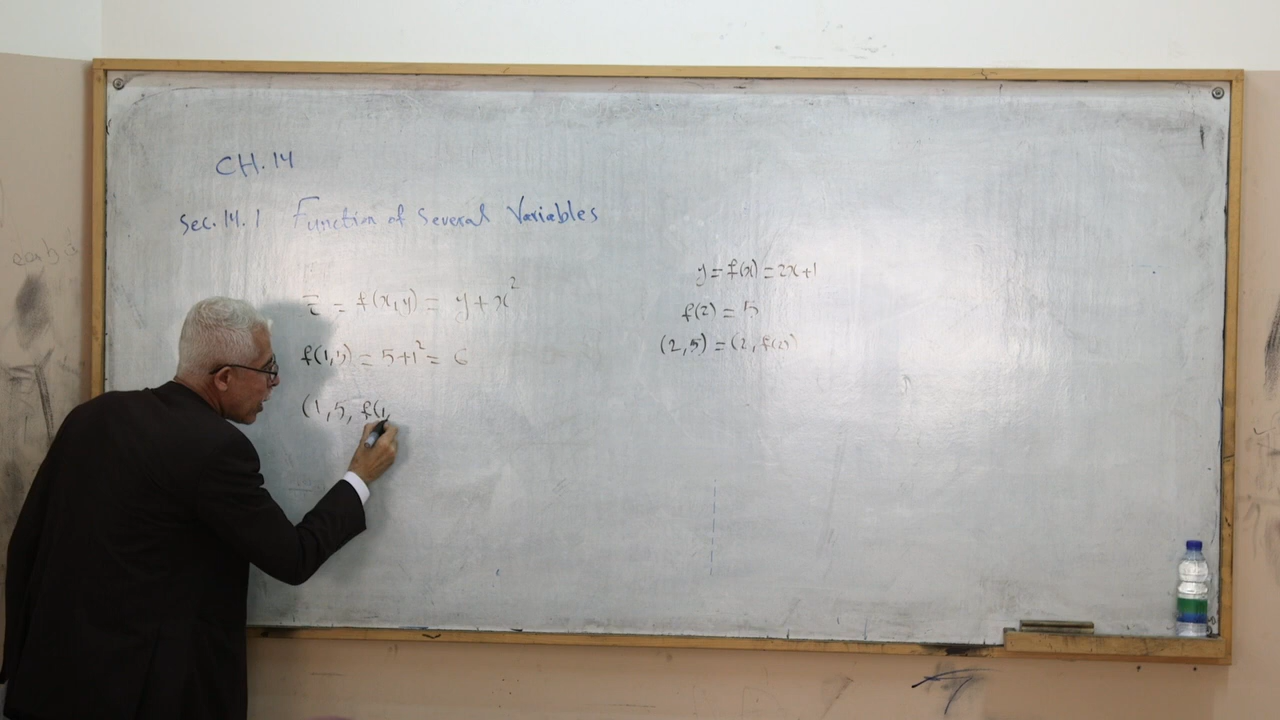 CH.14
Sec. 14.1 Function of Several Variables
z = f(x,y) = y + x²
f(1,5) = 5+1² = 6
(1,5, f(1,
y = f(x) = 2x+1
f(2) = 5
(2,5) = (2, f(2))